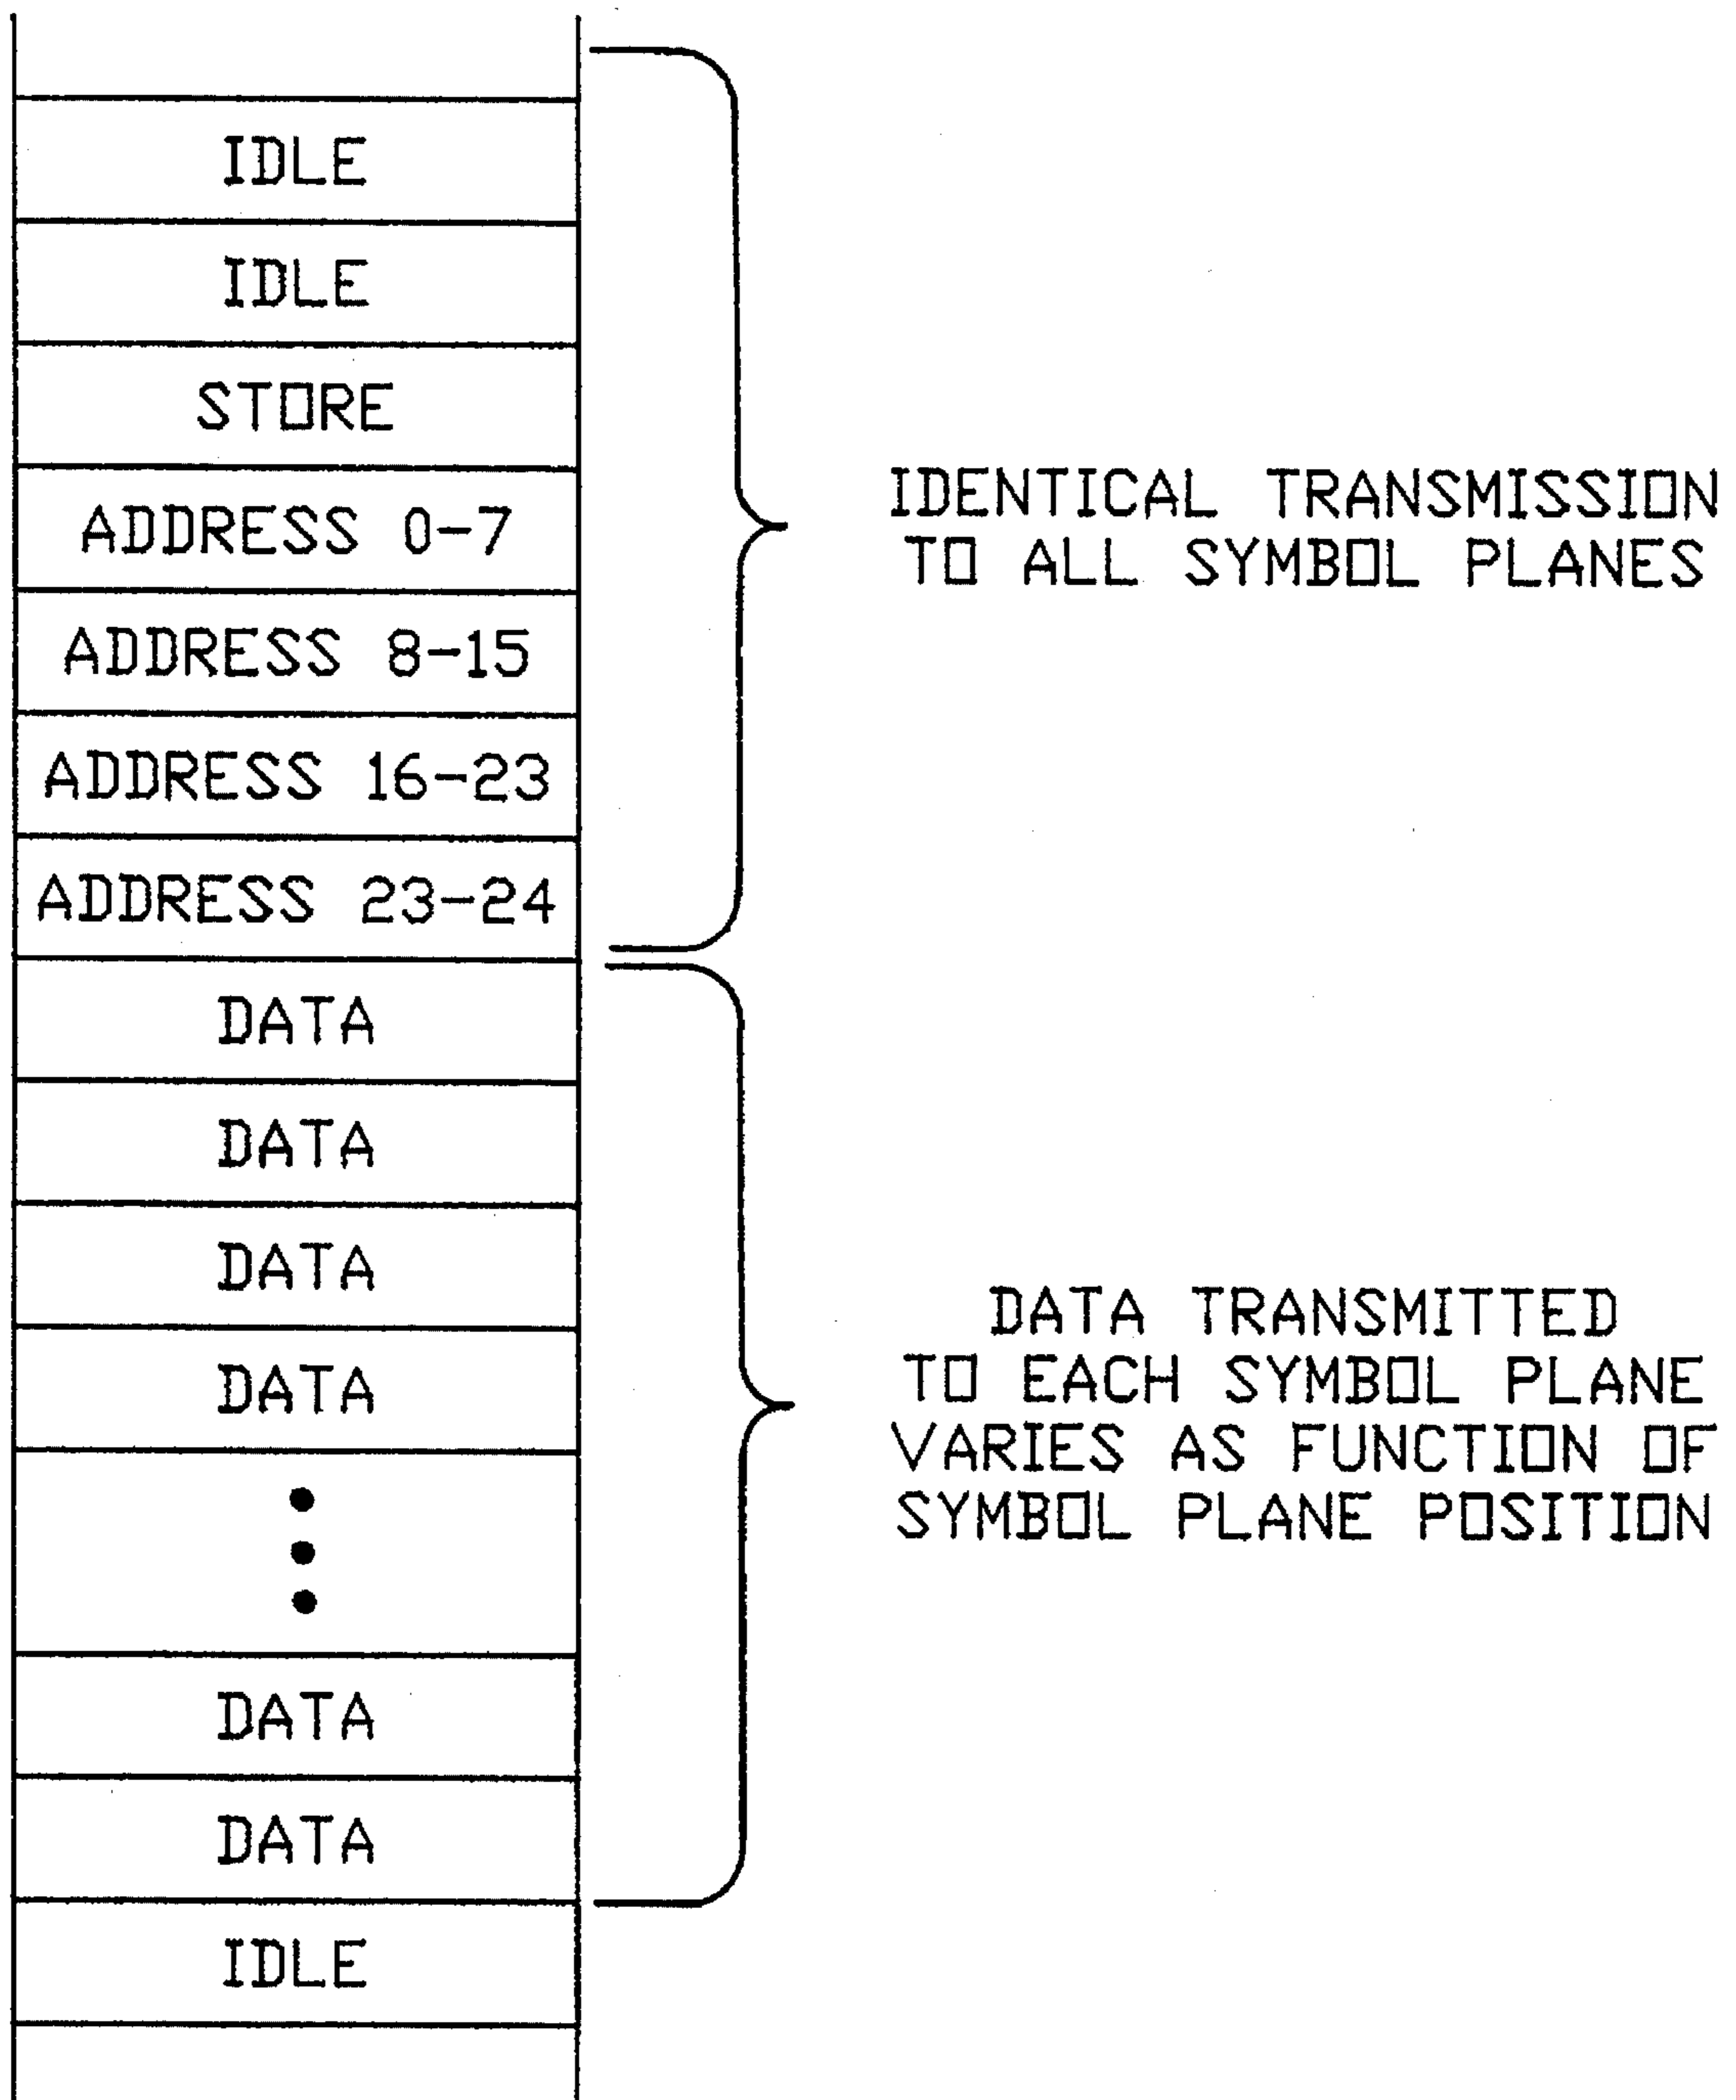 IDLE
IDLE
STORE
ADDRESS 0-7
ADDRESS 8-15
ADDRESS 16-23
ADDRESS 23-24
IDENTICAL TRANSMISSION
TO ALL SYMBOL PLANES
DATA
DATA
DATA
DATA
DATA
DATA
DATA TRANSMITTED
TO EACH SYMBOL PLANE
VARIES AS FUNCTION OF
SYMBOL PLANE POSITION
IDLE